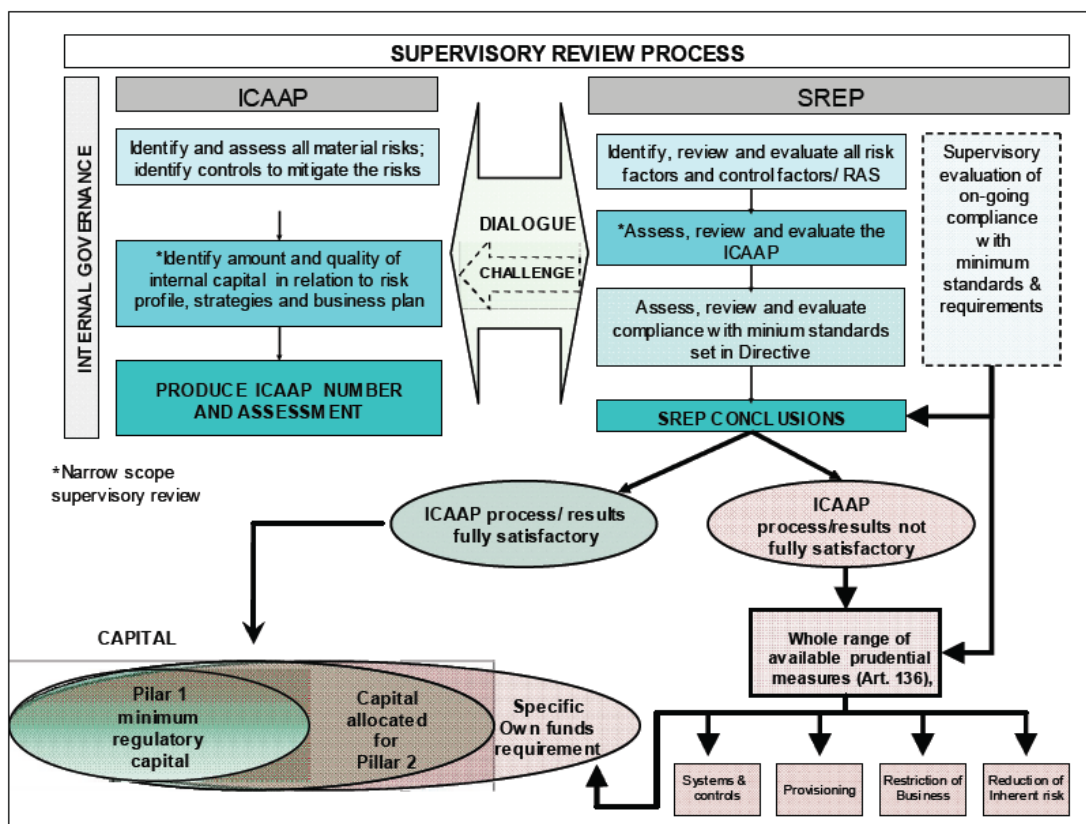 SUPERVISORY REVIEW PROCESS
INTERNAL GOVERNANCE
ICAAP
Identify and assess all material risks;
identify controls to mitigate the risks
*Identify amount and quality of
internal capital in relation to risk
profile, strategies and business plan
PRODUCE ICAAP NUMBER
AND ASSESSMENT
*Narrow scope
supervisory review
DIALOGUE
CHALLENGE
SREP
Identify, review and evaluate all risk
factors and control factors/ RAS
*Assess, review and evaluate the
ICAAP
Assess, review and evaluate
compliance with minium standards
set in Directive
SREP CONCLUSIONS
Supervisory
evaluation of
on-going
compliance
with
minimum
standards &
requirements
ICAAP process/ results
fully satisfactory
ICAAP
process/results not
fully satisfactory
Whole range of
available prudential
measures (Art. 136),
CAPITAL
Pilar 1
minimum
regulatory
capital
Capital
allocated
for
Pillar 2
Specific
Own funds
requirement
Systems &
controls
Provisioning
Restriction of
Business
Reduction of
Inherent risk